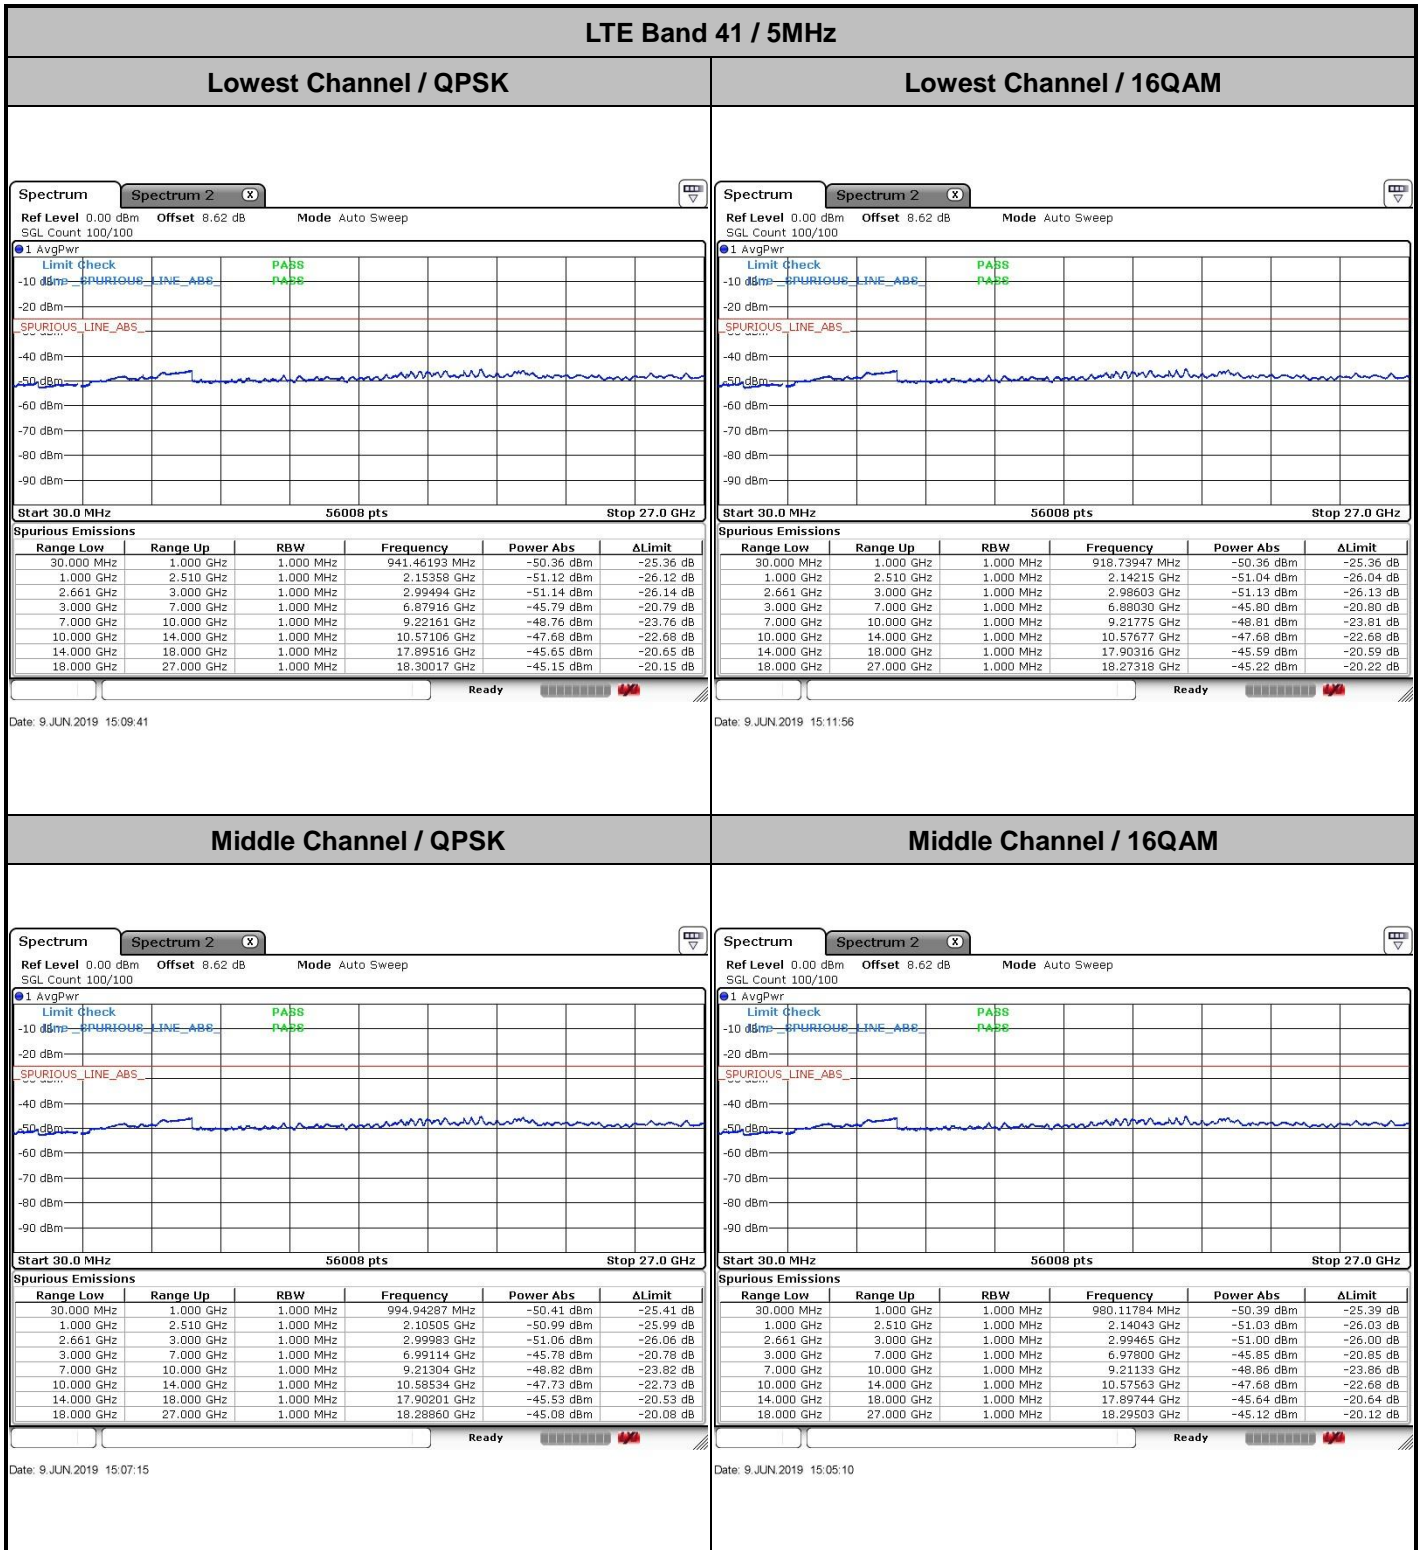 LTE Band 41 / 5MHz
Lowest Channel / QPSK
Lowest Channel / 16QAM
Spectrum Spectrum 2 X
Ref Level 0.00 dBm Offset 8.62 dB Mode Auto Sweep
SGL Count 100/100
1 AvgPwr
Limit Check PASS
-10 dBm Line _SPURIOUS_LINE_ABS_ PASS
-20 dBm
_SPURIOUS_LINE_ABS_
-30 dBm
-40 dBm
-50 dBm
-60 dBm
-70 dBm
-80 dBm
-90 dBm
Start 30.0 MHz 56008 pts Stop 27.0 GHz
Spurious Emissions
Range Low Range Up RBW Frequency Power Abs ΔLimit
30.000 MHz 1.000 GHz 1.000 MHz 941.46193 MHz -50.36 dBm -25.36 dB
1.000 GHz 2.510 GHz 1.000 MHz 2.15358 GHz -51.12 dBm -26.12 dB
2.661 GHz 3.000 GHz 1.000 MHz 2.99494 GHz -51.14 dBm -26.14 dB
3.000 GHz 7.000 GHz 1.000 MHz 6.87916 GHz -45.79 dBm -20.79 dB
7.000 GHz 10.000 GHz 1.000 MHz 9.22161 GHz -48.76 dBm -23.76 dB
10.000 GHz 14.000 GHz 1.000 MHz 10.57106 GHz -47.68 dBm -22.68 dB
14.000 GHz 18.000 GHz 1.000 MHz 17.89516 GHz -45.65 dBm -20.65 dB
18.000 GHz 27.000 GHz 1.000 MHz 18.30017 GHz -45.15 dBm -20.15 dB
Ready
Date: 9.JUN.2019 15:09:41
Spectrum Spectrum 2 X
Ref Level 0.00 dBm Offset 8.62 dB Mode Auto Sweep
SGL Count 100/100
1 AvgPwr
Limit Check PASS
-10 dBm Line _SPURIOUS_LINE_ABS_ PASS
-20 dBm
_SPURIOUS_LINE_ABS_
-30 dBm
-40 dBm
-50 dBm
-60 dBm
-70 dBm
-80 dBm
-90 dBm
Start 30.0 MHz 56008 pts Stop 27.0 GHz
Spurious Emissions
Range Low Range Up RBW Frequency Power Abs ΔLimit
30.000 MHz 1.000 GHz 1.000 MHz 918.73947 MHz -50.36 dBm -25.36 dB
1.000 GHz 2.510 GHz 1.000 MHz 2.14215 GHz -51.04 dBm -26.04 dB
2.661 GHz 3.000 GHz 1.000 MHz 2.98603 GHz -51.13 dBm -26.13 dB
3.000 GHz 7.000 GHz 1.000 MHz 6.88030 GHz -45.80 dBm -20.80 dB
7.000 GHz 10.000 GHz 1.000 MHz 9.21775 GHz -48.81 dBm -23.81 dB
10.000 GHz 14.000 GHz 1.000 MHz 10.57677 GHz -47.68 dBm -22.68 dB
14.000 GHz 18.000 GHz 1.000 MHz 17.90316 GHz -45.59 dBm -20.59 dB
18.000 GHz 27.000 GHz 1.000 MHz 18.27318 GHz -45.22 dBm -20.22 dB
Ready
Date: 9.JUN.2019 15:11:56
Middle Channel / QPSK
Middle Channel / 16QAM
Spectrum Spectrum 2 X
Ref Level 0.00 dBm Offset 8.62 dB Mode Auto Sweep
SGL Count 100/100
1 AvgPwr
Limit Check PASS
-10 dBm Line _SPURIOUS_LINE_ABS_ PASS
-20 dBm
_SPURIOUS_LINE_ABS_
-30 dBm
-40 dBm
-50 dBm
-60 dBm
-70 dBm
-80 dBm
-90 dBm
Start 30.0 MHz 56008 pts Stop 27.0 GHz
Spurious Emissions
Range Low Range Up RBW Frequency Power Abs ΔLimit
30.000 MHz 1.000 GHz 1.000 MHz 994.94287 MHz -50.41 dBm -25.41 dB
1.000 GHz 2.510 GHz 1.000 MHz 2.10505 GHz -50.99 dBm -25.99 dB
2.661 GHz 3.000 GHz 1.000 MHz 2.99983 GHz -51.06 dBm -26.06 dB
3.000 GHz 7.000 GHz 1.000 MHz 6.99114 GHz -45.78 dBm -20.78 dB
7.000 GHz 10.000 GHz 1.000 MHz 9.21304 GHz -48.82 dBm -23.82 dB
10.000 GHz 14.000 GHz 1.000 MHz 10.58534 GHz -47.73 dBm -22.73 dB
14.000 GHz 18.000 GHz 1.000 MHz 17.90201 GHz -45.53 dBm -20.53 dB
18.000 GHz 27.000 GHz 1.000 MHz 18.28860 GHz -45.08 dBm -20.08 dB
Ready
Date: 9.JUN.2019 15:07:15
Spectrum Spectrum 2 X
Ref Level 0.00 dBm Offset 8.62 dB Mode Auto Sweep
SGL Count 100/100
1 AvgPwr
Limit Check PASS
-10 dBm Line _SPURIOUS_LINE_ABS_ PASS
-20 dBm
_SPURIOUS_LINE_ABS_
-30 dBm
-40 dBm
-50 dBm
-60 dBm
-70 dBm
-80 dBm
-90 dBm
Start 30.0 MHz 56008 pts Stop 27.0 GHz
Spurious Emissions
Range Low Range Up RBW Frequency Power Abs ΔLimit
30.000 MHz 1.000 GHz 1.000 MHz 980.11784 MHz -50.39 dBm -25.39 dB
1.000 GHz 2.510 GHz 1.000 MHz 2.14043 GHz -51.03 dBm -26.03 dB
2.661 GHz 3.000 GHz 1.000 MHz 2.99465 GHz -51.00 dBm -26.00 dB
3.000 GHz 7.000 GHz 1.000 MHz 6.97800 GHz -45.85 dBm -20.85 dB
7.000 GHz 10.000 GHz 1.000 MHz 9.21133 GHz -48.86 dBm -23.86 dB
10.000 GHz 14.000 GHz 1.000 MHz 10.57563 GHz -47.68 dBm -22.68 dB
14.000 GHz 18.000 GHz 1.000 MHz 17.89744 GHz -45.64 dBm -20.64 dB
18.000 GHz 27.000 GHz 1.000 MHz 18.29503 GHz -45.12 dBm -20.12 dB
Ready
Date: 9.JUN.2019 15:05:10